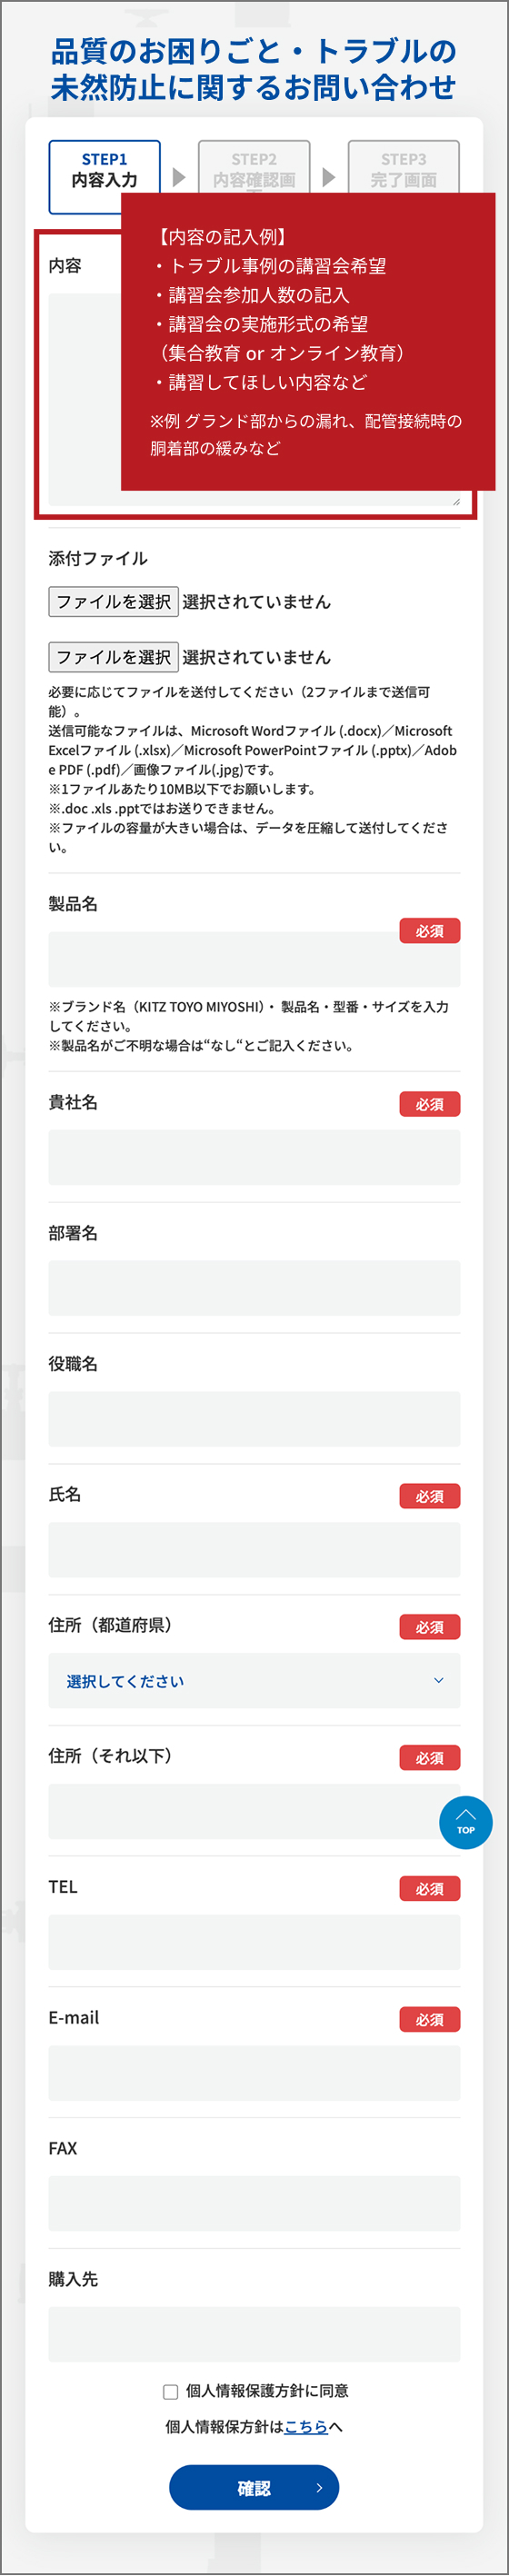 品質のお困りごと・トラブルの
未然防止に関するお問い合わせ
STEP1
内容入力
STEP2
内容確認画
STEP3
完了画面
内容
【内容の記入例】
・トラブル事例の講習会希望
・講習会参加人数の記入
・講習会の実施形式の希望
（集合教育 or オンライン教育）
・講習してほしい内容など
※例 グランド部からの漏れ、配管接続時の
胴着部の緩みなど
添付ファイル
ファイルを選択 選択されていません
ファイルを選択 選択されていません
必要に応じてファイルを送付してください（2ファイルまで送信可
能）。
送信可能なファイルは、Microsoft Wordファイル (.docx)／Microsoft
Excelファイル (.xlsx)／Microsoft PowerPointファイル (.pptx)／Adob
e PDF (.pdf)／画像ファイル(.jpg)です。
※1ファイルあたり10MB以下でお願いします。
※.doc .xls .pptではお送りできません。
※ファイルの容量が大きい場合は、データを圧縮して送付してくださ
い。
製品名
必須
※ブランド名（KITZ TOYO MIYOSHI）・ 製品名・型番・サイズを入力
してください。
※製品名がご不明な場合は“なし“とご記入ください。
貴社名
必須
部署名
役職名
氏名
必須
住所（都道府県）
必須
選択してください
住所（それ以下）
必須
TOP
TEL
必須
E-mail
必須
FAX
購入先
個人情報保護方針に同意
個人情報保方針はこちらへ
確認